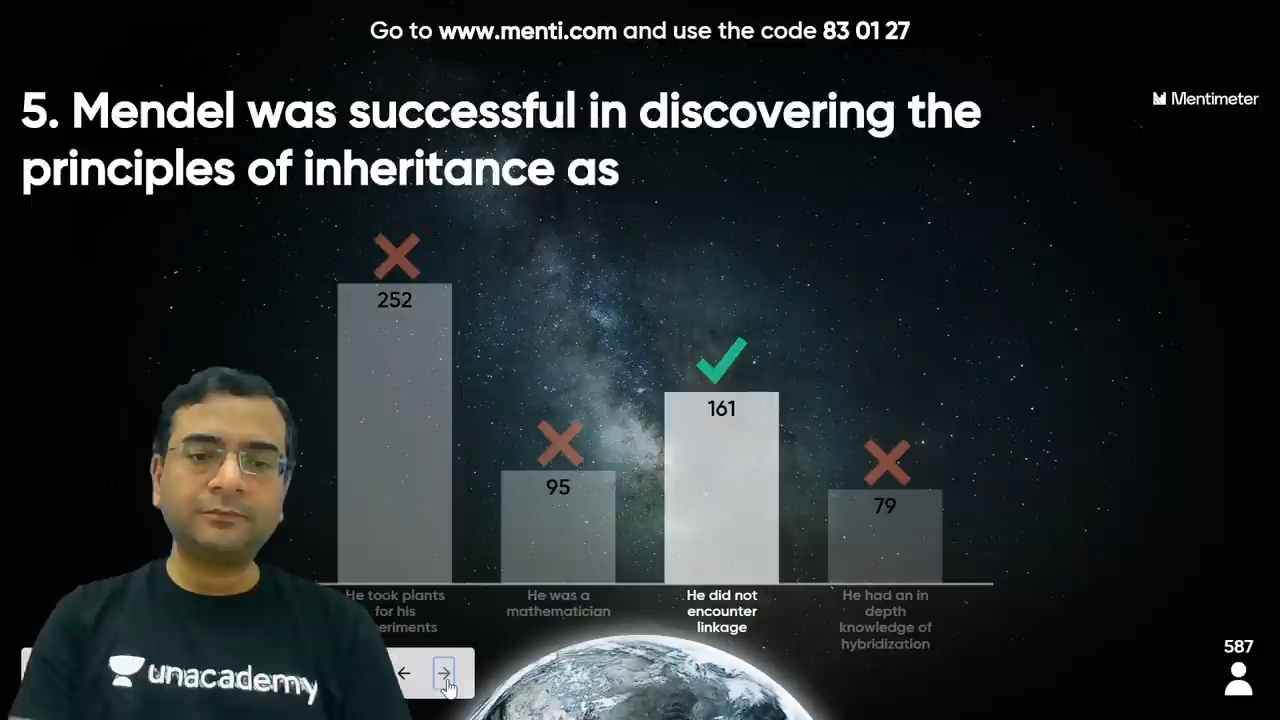 Go to www.menti.com and use the code 83 01 27
5. Mendel was successful in discovering the
principles of inheritance as
Mentimeter
252
95
161
79
He took plants
for his
eriments
He was a
mathematician
He did not
encounter
linkage
He had an in
depth
knowledge of
hybridization
587
unacademy